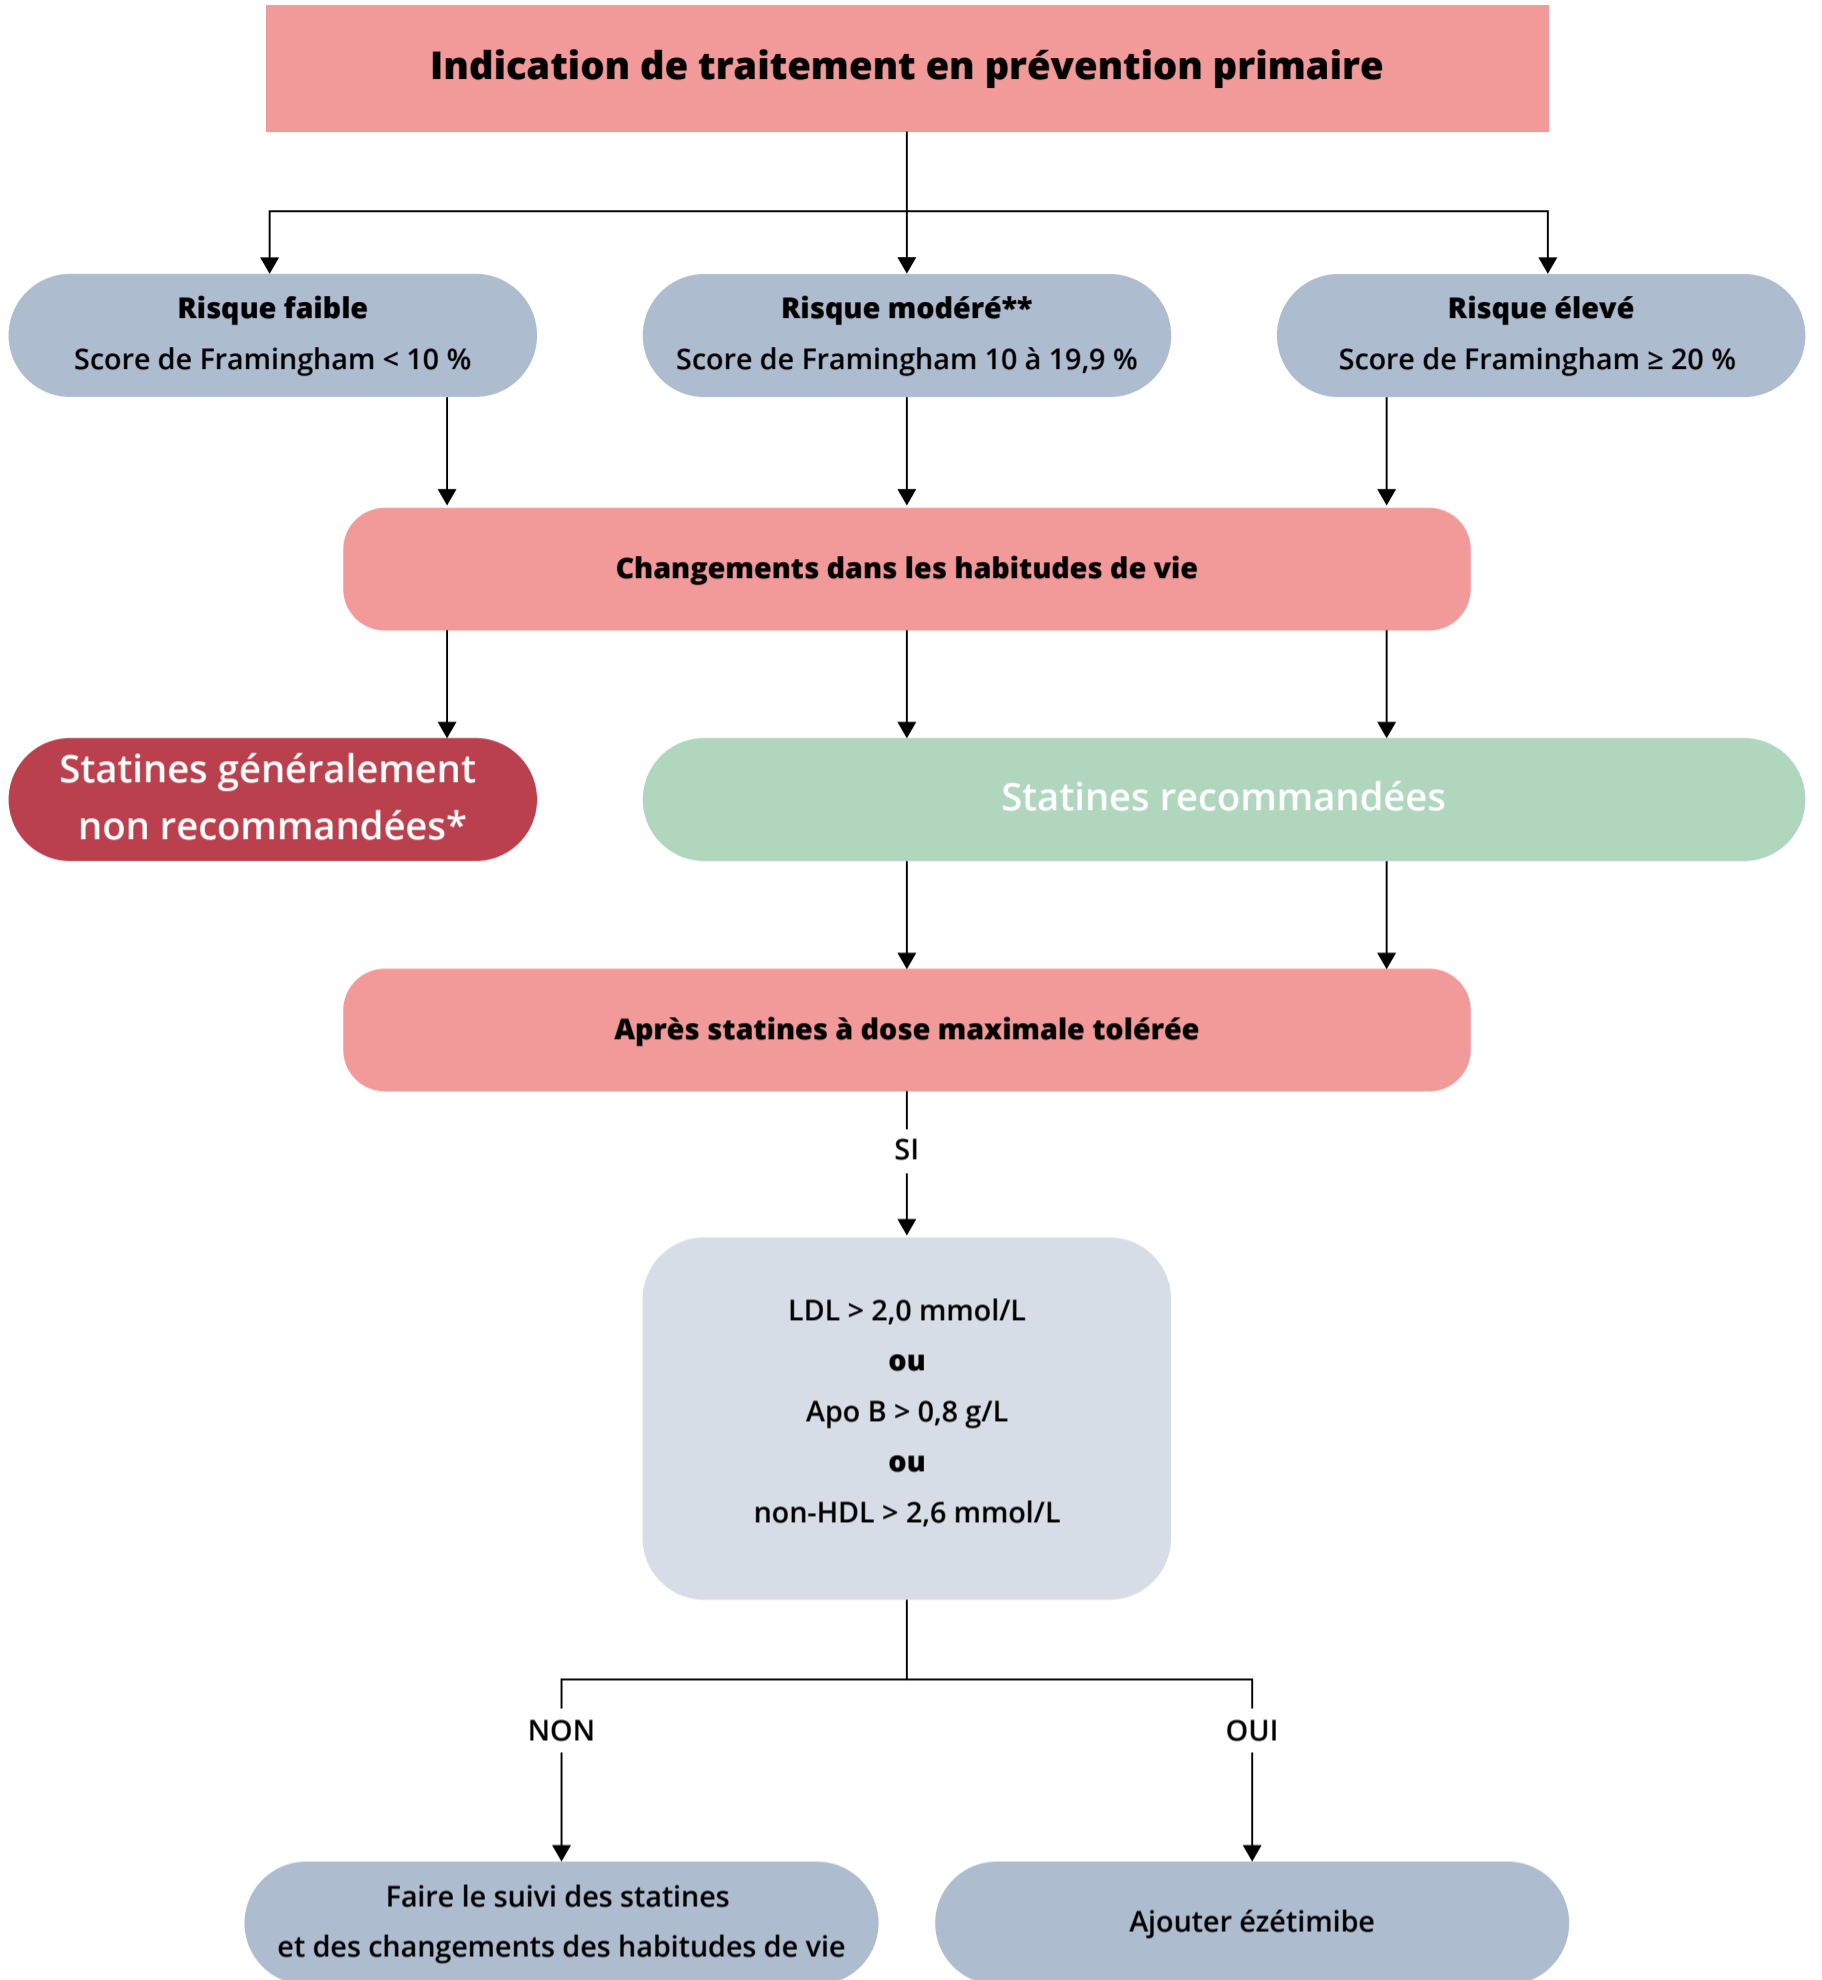 Indication de traitement en prévention primaire
Risque faible
Score de Framingham < 10 %
Risque modéré**
Score de Framingham 10 à 19,9 %
Risque élevé
Score de Framingham ≥ 20 %
Changements dans les habitudes de vie
Statines généralement
non recommandées*
Statines recommandées
Après statines à dose maximale tolérée
SI
LDL > 2,0 mmol/L
ou
Apo B > 0,8 g/L
ou
non-HDL > 2,6 mmol/L
NON
OUI
Faire le suivi des statines
et des changements des habitudes de vie
Ajouter ézétimibe